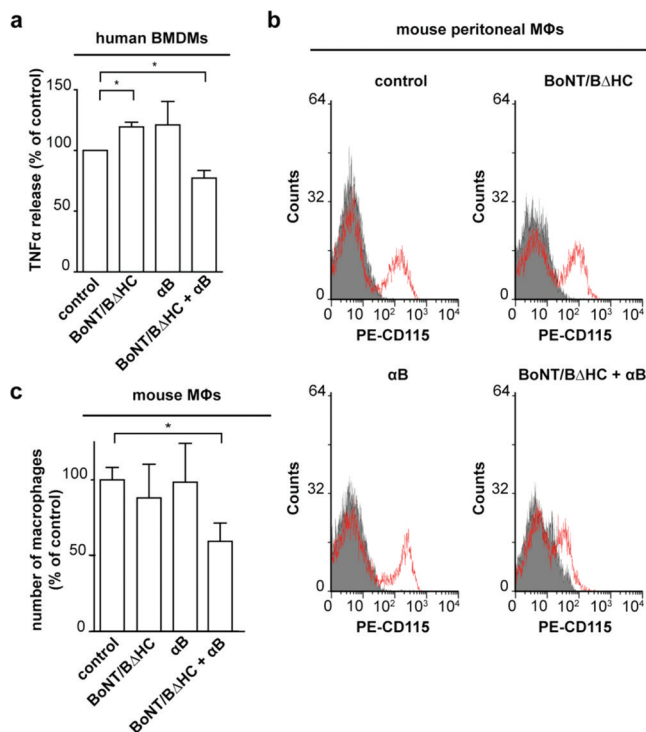 a
human BMDMs
*
*
TNFα release (% of control)
150
100
50
0
control
BoNT/BΔHC
αB
BoNT/BΔHC + αB
b
mouse peritoneal MΦs
control
Counts
64
32
0
0 10 10² 10³ 10⁴
PE-CD115
BoNT/BΔHC
Counts
64
32
0
0 10 10² 10³ 10⁴
PE-CD115
αB
Counts
64
32
0
0 10 10² 10³ 10⁴
PE-CD115
BoNT/BΔHC + αB
Counts
64
32
0
0 10 10² 10³ 10⁴
PE-CD115
c
mouse MΦs
*
number of macrophages
(% of control)
100
50
0
control
BoNT/BΔHC
αB
BoNT/BΔHC + αB